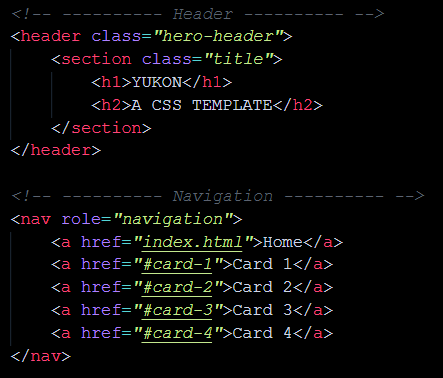 <!-- ---------- Header ---------- -->
<header class="hero-header">
    <section class="title">
        <h1>YUKON</h1>
        <h2>A CSS TEMPLATE</h2>
    </section>
</header>

<!-- ---------- Navigation ---------- -->
<nav role="navigation">
    <a href="index.html">Home</a>
    <a href="#card-1">Card 1</a>
    <a href="#card-2">Card 2</a>
    <a href="#card-3">Card 3</a>
    <a href="#card-4">Card 4</a>
</nav>